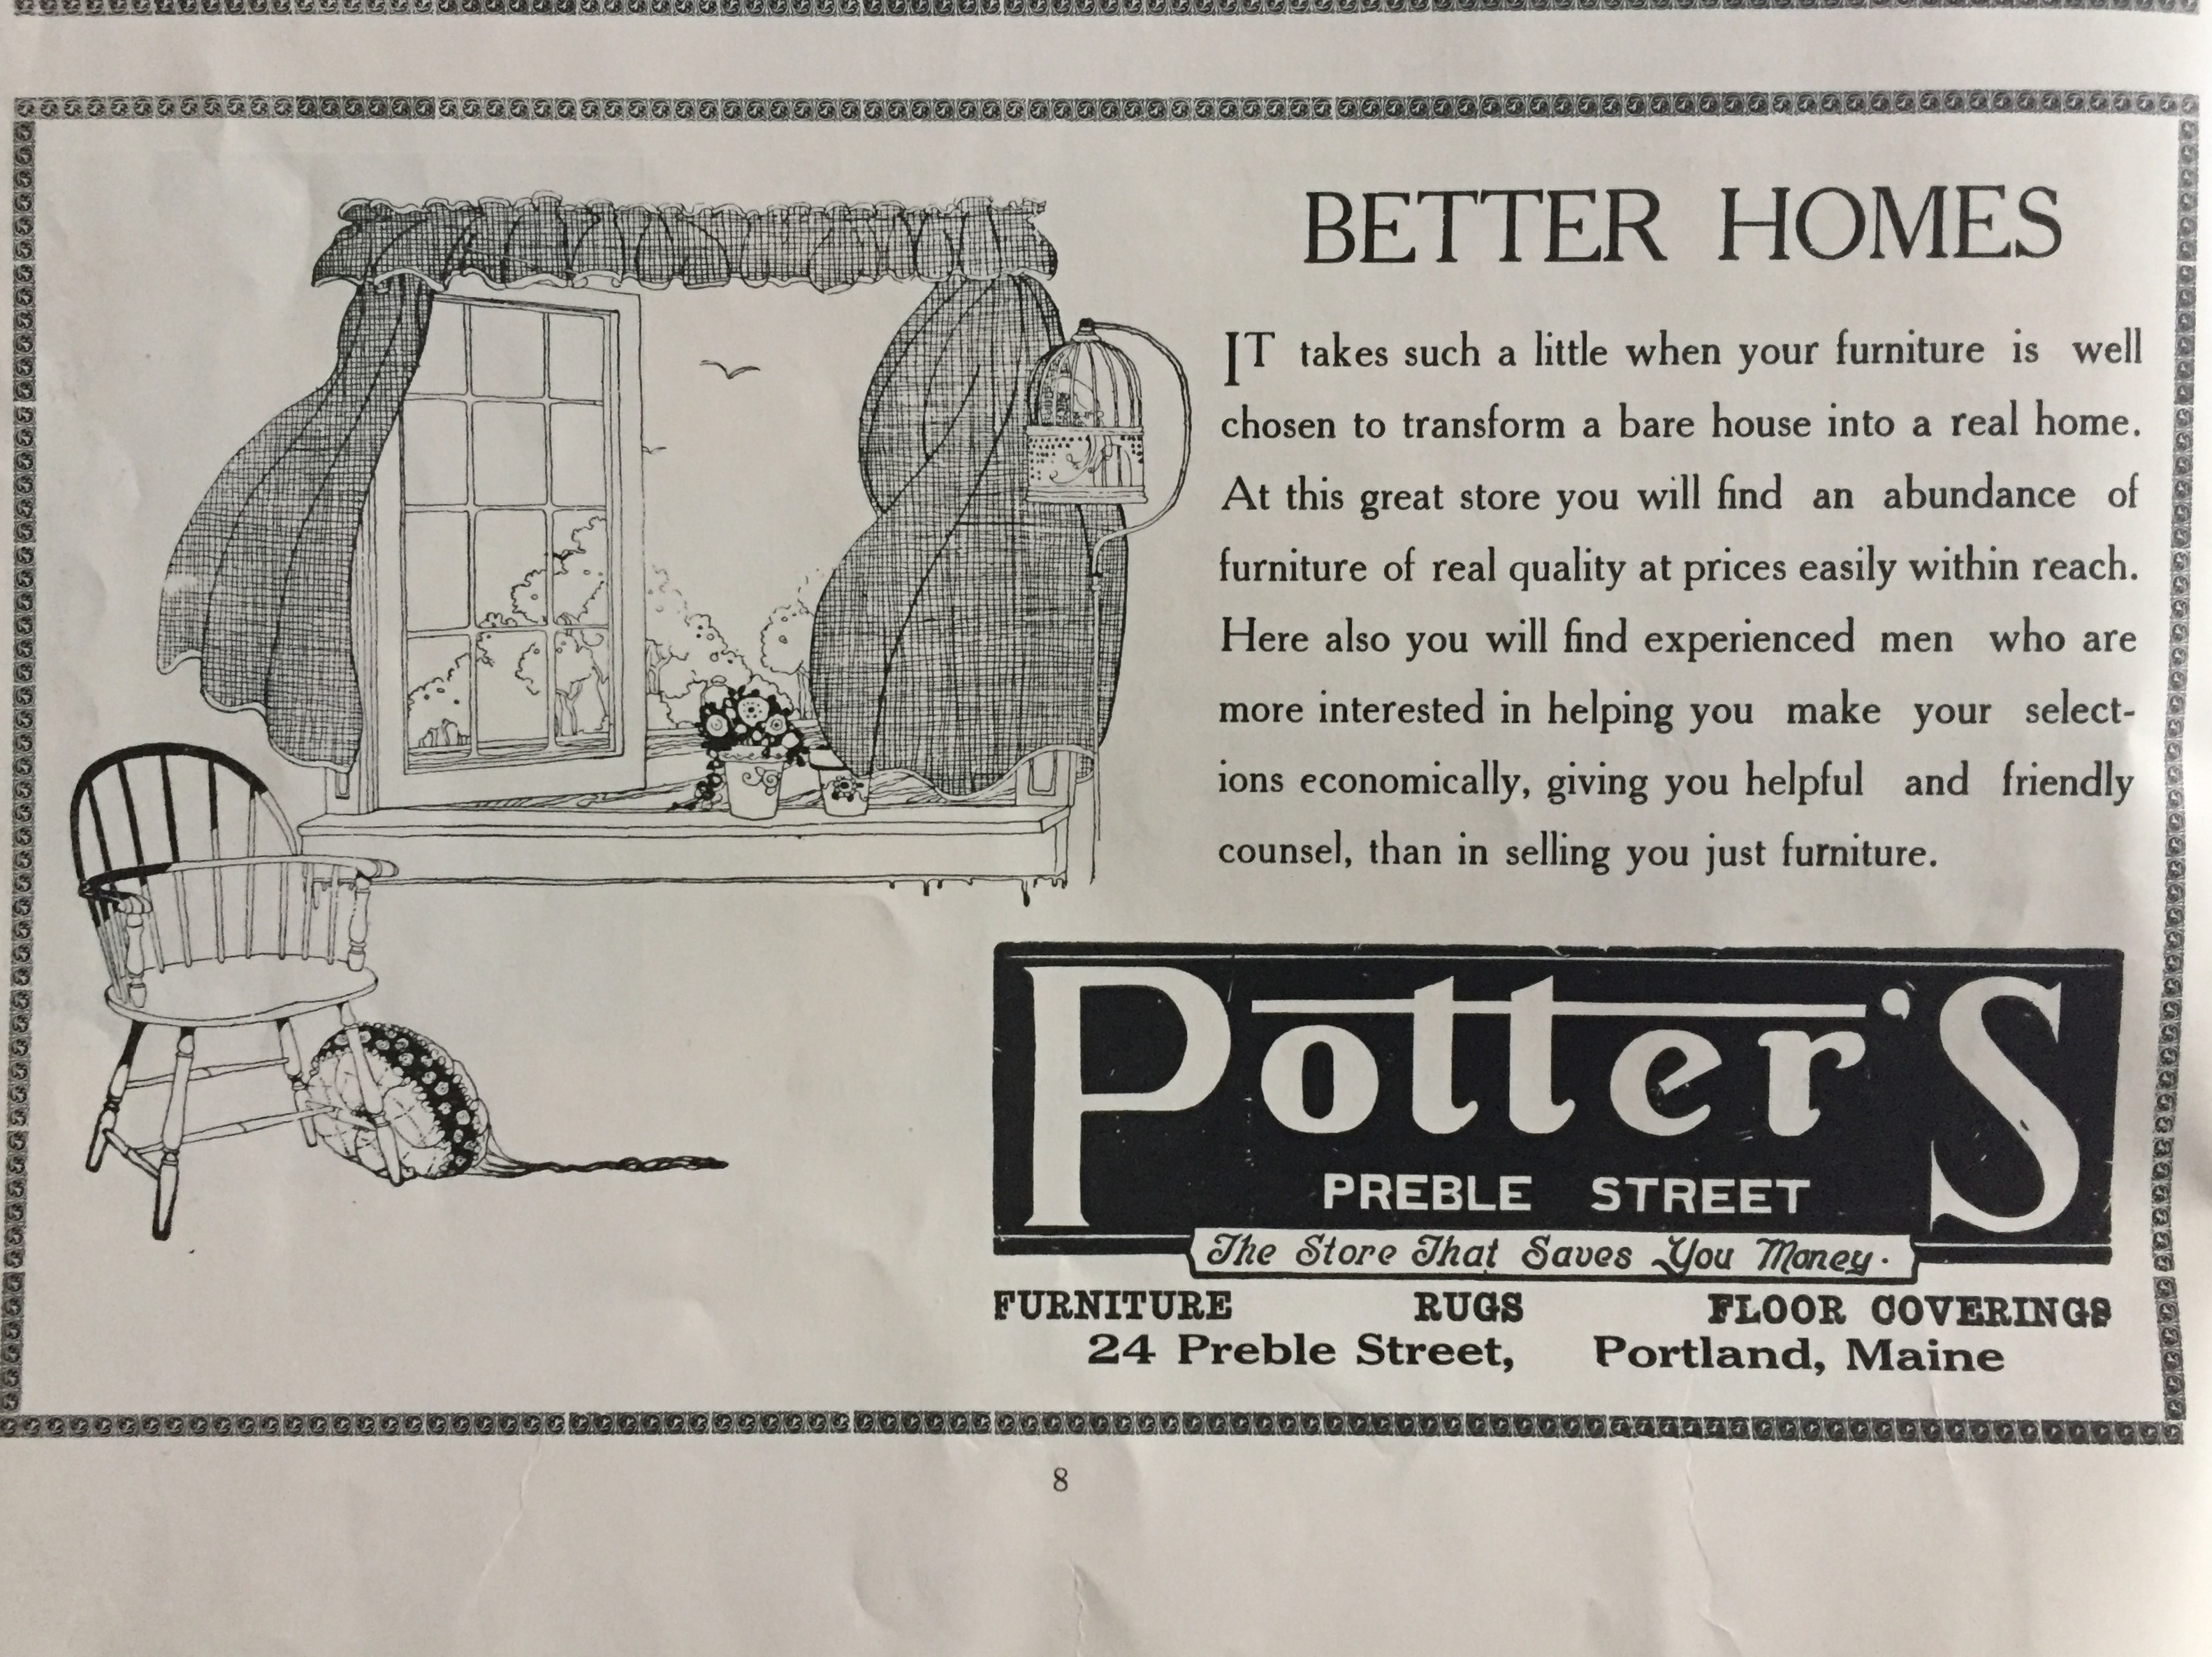 BETTER HOMES
IT takes such a little when your furniture is well
chosen to transform a bare house into a real home.
At this great store you will find an abundance of
furniture of real quality at prices easily within reach.
Here also you will find experienced men who are
more interested in helping you make your select-
ions economically, giving you helpful and friendly
counsel, than in selling you just furniture.
Potter'S
PREBLE STREET
The Store That Saves You Money.
FURNITURE RUGS FLOOR COVERINGS
24 Preble Street, Portland, Maine
8